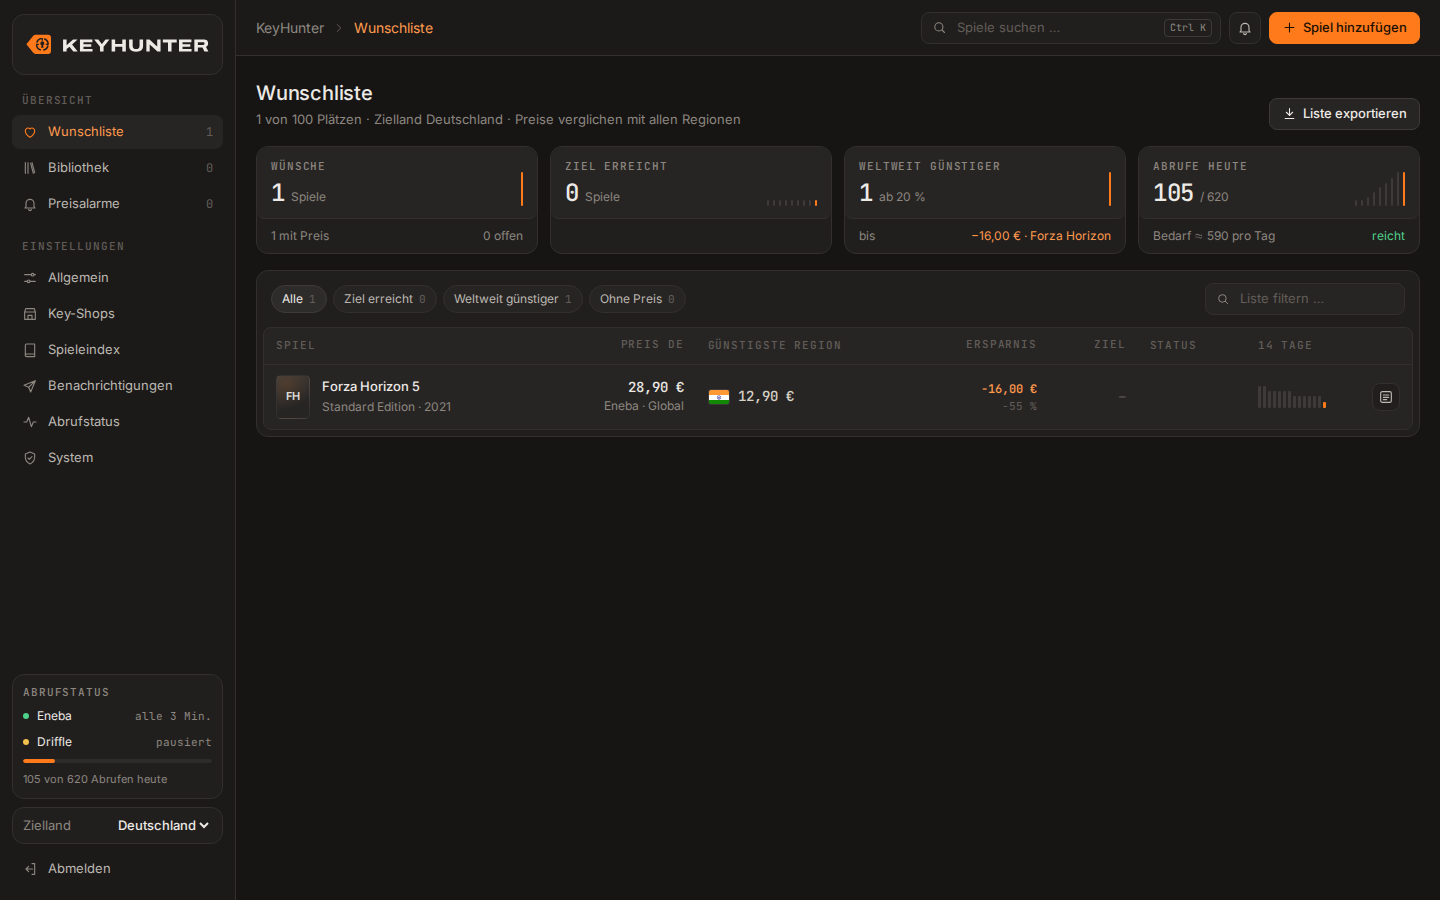 KEYHUNTER
ÜBERSICHT
Wunschliste 1
Bibliothek 0
Preisalarme 0
EINSTELLUNGEN
Allgemein
Key-Shops
Spieleindex
Benachrichtigungen
Abrufstatus
System
ABRUFSTATUS
Eneba alle 3 Min.
Driffle pausiert
105 von 620 Abrufen heute
Zielland Deutschland
Abmelden
KeyHunter Wunschliste
Spiele suchen ... Ctrl K
Spiel hinzufügen
Wunschliste
1 von 100 Plätzen · Zielland Deutschland · Preise verglichen mit allen Regionen
Liste exportieren
WÜNSCHE
1 Spiele
1 mit Preis 0 offen
ZIEL ERREICHT
0 Spiele
WELTWEIT GÜNSTIGER
1 ab 20 %
bis −16,00 € · Forza Horizon
ABRUFE HEUTE
105 / 620
Bedarf ≈ 590 pro Tag reicht
Alle 1 Ziel erreicht 0 Weltweit günstiger 1 Ohne Preis 0
Liste filtern ...
SPIEL PREIS DE GÜNSTIGSTE REGION ERSPARNIS ZIEL STATUS 14 TAGE
FH Forza Horizon 5 28,90 € 12,90 € -16,00 € –
Standard Edition · 2021 Eneba · Global -55 %